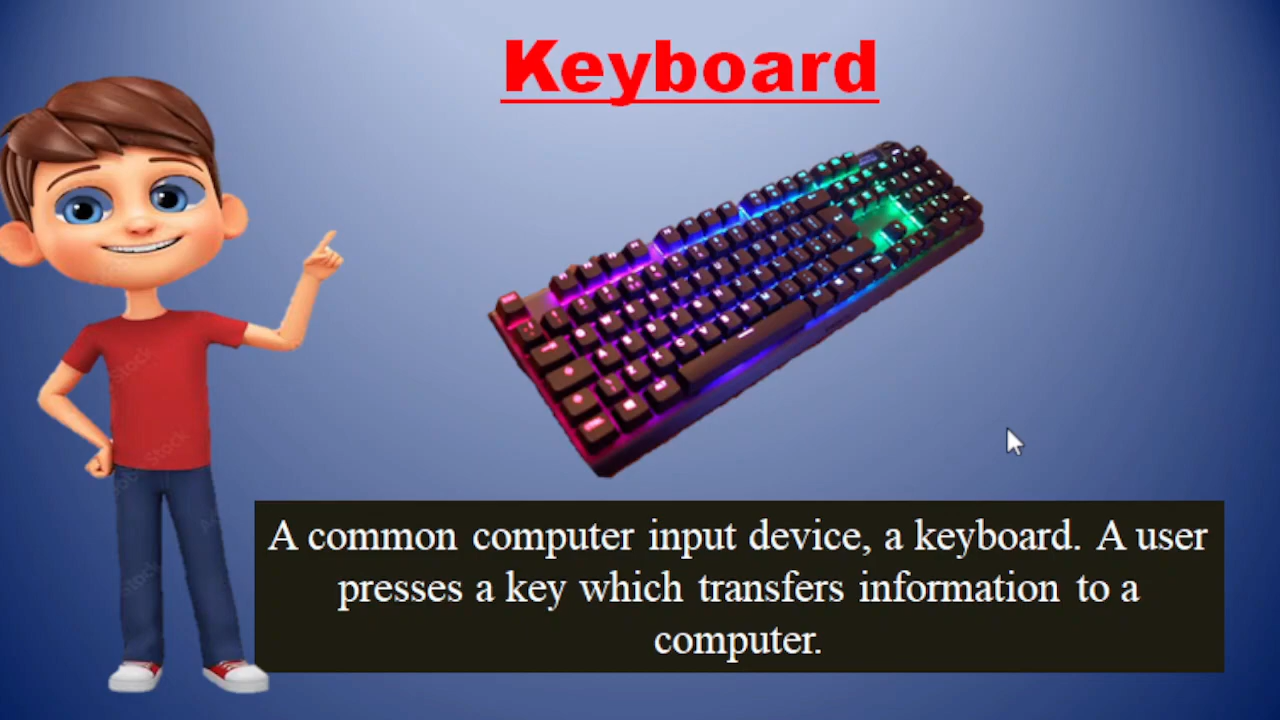 Keyboard
A common computer input device, a keyboard. A user
presses a key which transfers information to a
computer.